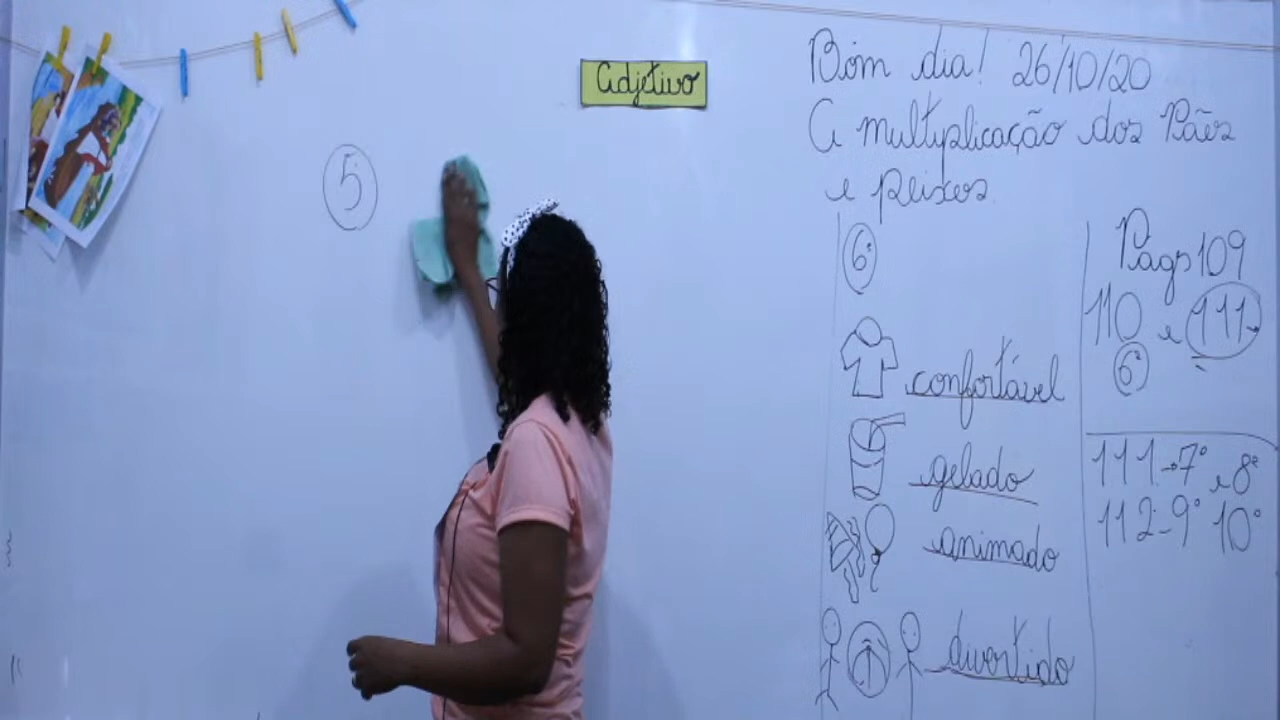 Adjetivo
Bom dia! 26/10/20
A multiplicação dos Pães
e peixes.
5
6º
confortável
gelado
animado
divertido
Pags 109
110 e 111
6º
111 → 7º e 8º
112 - 9º 10º